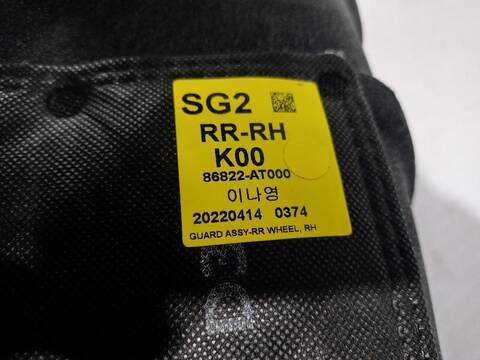 SG2
RR-RH
K00
86822-AT000
이나영
20220414 0374
GUARD ASSY-RR WHEEL, RH